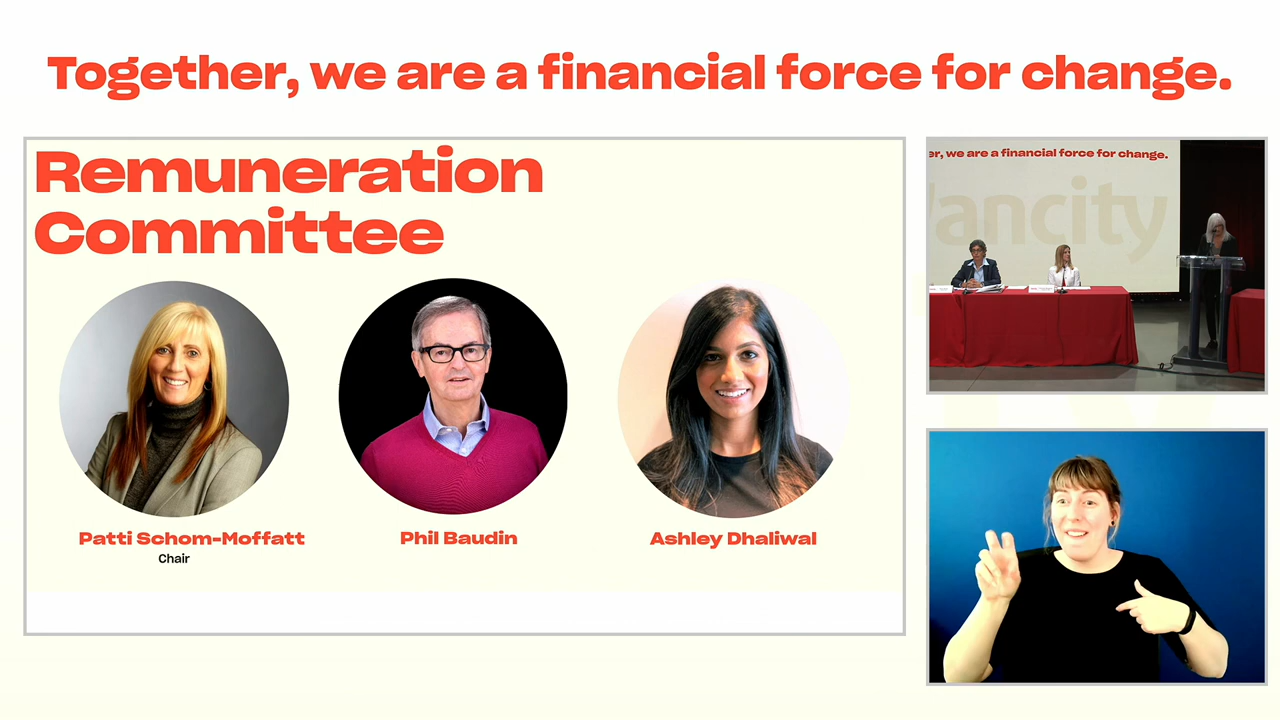 Together, we are a financial force for change.
Remuneration
Committee
Patti Schom-Moffatt
Chair
Phil Baudin
Ashley Dhaliwal
er, we are a financial force for change.
ancity